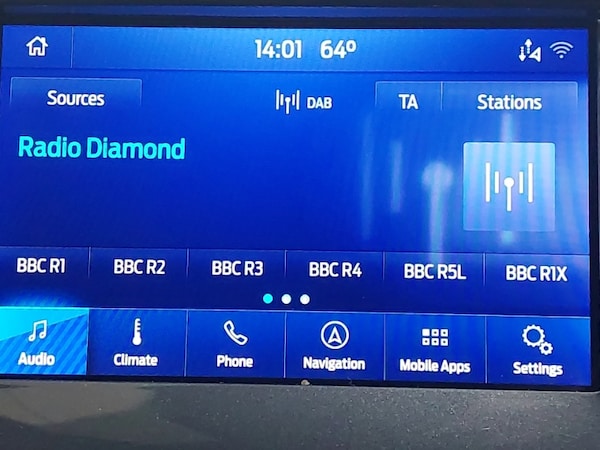 14:01 64º
Sources DAB TA Stations
Radio Diamond
BBC R1 BBC R2 BBC R3 BBC R4 BBC R5L BBC R1X
Audio Climate Phone Navigation Mobile Apps Settings